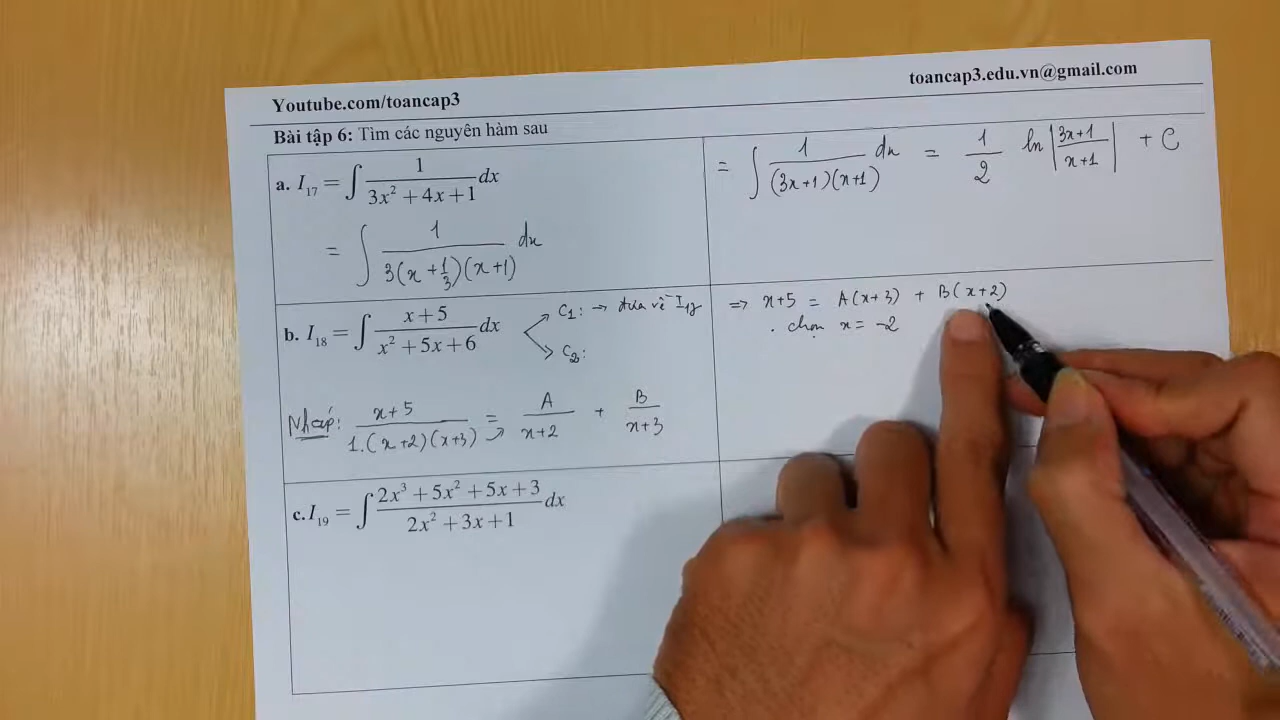 Youtube.com/toancap3
toancap3.edu.vn@gmail.com
Bài tập 6: Tìm các nguyên hàm sau
a. I₁₇ = ∫ 1/(3x² + 4x + 1) dx
= ∫ 1/(3(x + 1/3)(x+1)) dx
= ∫ 1/((3x+1)(x+1)) dx = 1/2 ln |(3x+1)/(x+1)| + C
b. I₁₈ = ∫ (x + 5)/(x² + 5x + 6) dx
C₁: → đưa về I₁₇
C₂:
Nháp: (x+5)/(1.(x+2)(x+3)) = A/(x+2) + B/(x+3)
=> x+5 = A(x+3) + B(x+2)
. chọn x = -2
c. I₁₉ = ∫ (2x³ + 5x² + 5x + 3)/(2x² + 3x + 1) dx